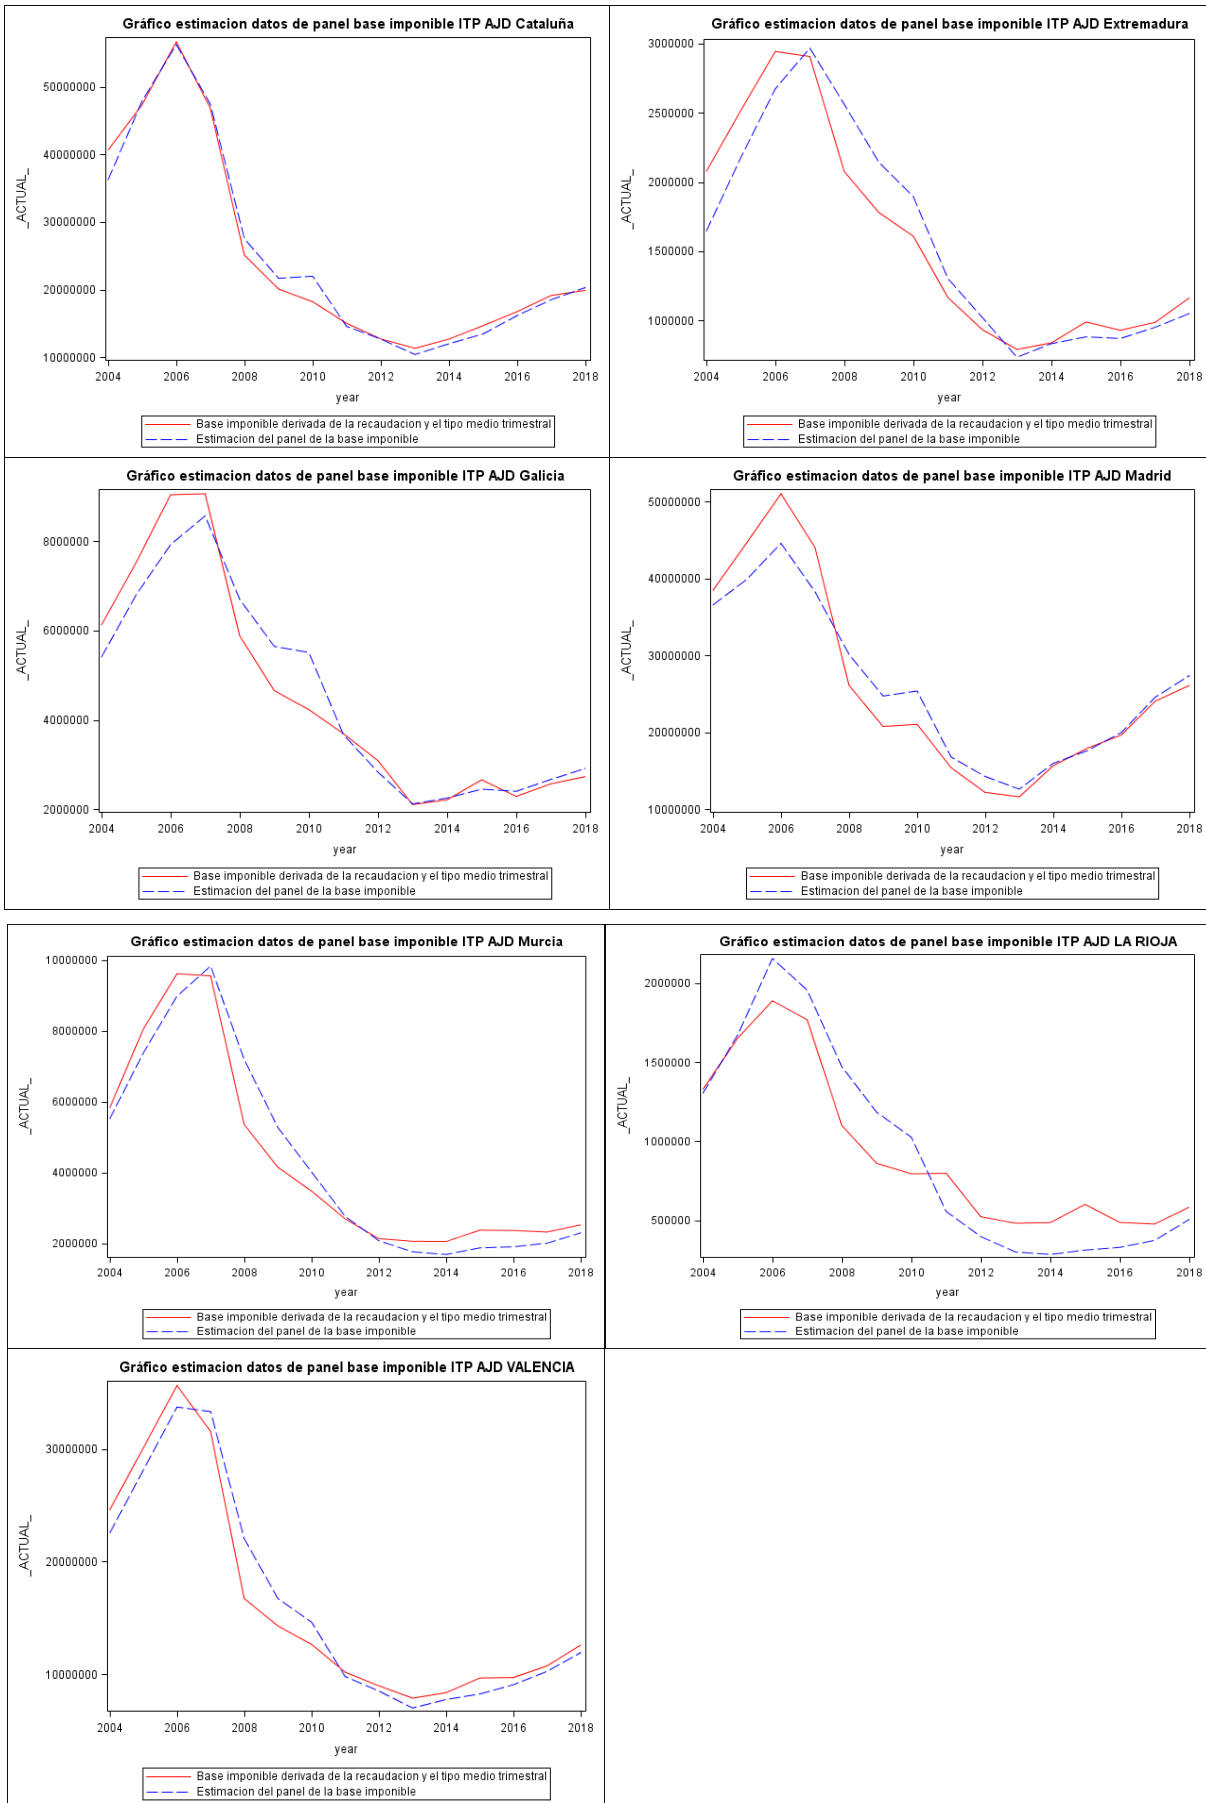 Gráfico estimacion datos de panel base imponible ITP AJD Cataluña
50000000
40000000
30000000
20000000
10000000
_ACTUAL_
2004 2006 2008 2010 2012 2014 2016 2018
year
Base imponible derivada de la recaudacion y el tipo medio trimestral
Estimacion del panel de la base imponible
Gráfico estimacion datos de panel base imponible ITP AJD Extremadura
3000000
2500000
2000000
1500000
1000000
_ACTUAL_
2004 2006 2008 2010 2012 2014 2016 2018
year
Base imponible derivada de la recaudacion y el tipo medio trimestral
Estimacion del panel de la base imponible
Gráfico estimacion datos de panel base imponible ITP AJD Galicia
8000000
6000000
4000000
2000000
_ACTUAL_
2004 2006 2008 2010 2012 2014 2016 2018
year
Base imponible derivada de la recaudacion y el tipo medio trimestral
Estimacion del panel de la base imponible
Gráfico estimacion datos de panel base imponible ITP AJD Madrid
50000000
40000000
30000000
20000000
10000000
_ACTUAL_
2004 2006 2008 2010 2012 2014 2016 2018
year
Base imponible derivada de la recaudacion y el tipo medio trimestral
Estimacion del panel de la base imponible
Gráfico estimacion datos de panel base imponible ITP AJD Murcia
10000000
8000000
6000000
4000000
2000000
_ACTUAL_
2004 2006 2008 2010 2012 2014 2016 2018
year
Base imponible derivada de la recaudacion y el tipo medio trimestral
Estimacion del panel de la base imponible
Gráfico estimacion datos de panel base imponible ITP AJD LA RIOJA
2000000
1500000
1000000
500000
_ACTUAL_
2004 2006 2008 2010 2012 2014 2016 2018
year
Base imponible derivada de la recaudacion y el tipo medio trimestral
Estimacion del panel de la base imponible
Gráfico estimacion datos de panel base imponible ITP AJD VALENCIA
30000000
20000000
10000000
_ACTUAL_
2004 2006 2008 2010 2012 2014 2016 2018
year
Base imponible derivada de la recaudacion y el tipo medio trimestral
Estimacion del panel de la base imponible